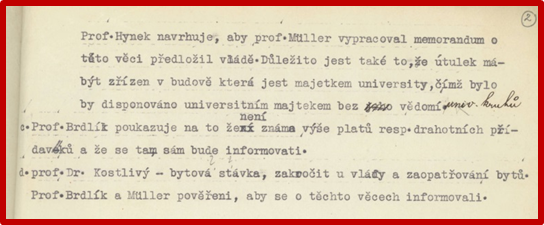 2
Prof. Hynek navrhuje, aby prof. Müller vypracoval memorandum o
této věci předložil vládě. Důležito jest také to, že útulek má-
být zřízen v budově která jest majetkem university, čímž bylo
by disponováno universitním majetkem bez vědomí univ. kruhů
není
c. Prof. Brdlík poukazuje na to že známa výše platů resp. drahotních pří-
davků a že se tam sám bude informovati.
d. prof. Dr. Kostlivý – bytová stávka, zakročit u vlády a zaopatřování bytů.
Prof. Brdlík a Müller pověřeni, aby se o těchto věcech informovali.